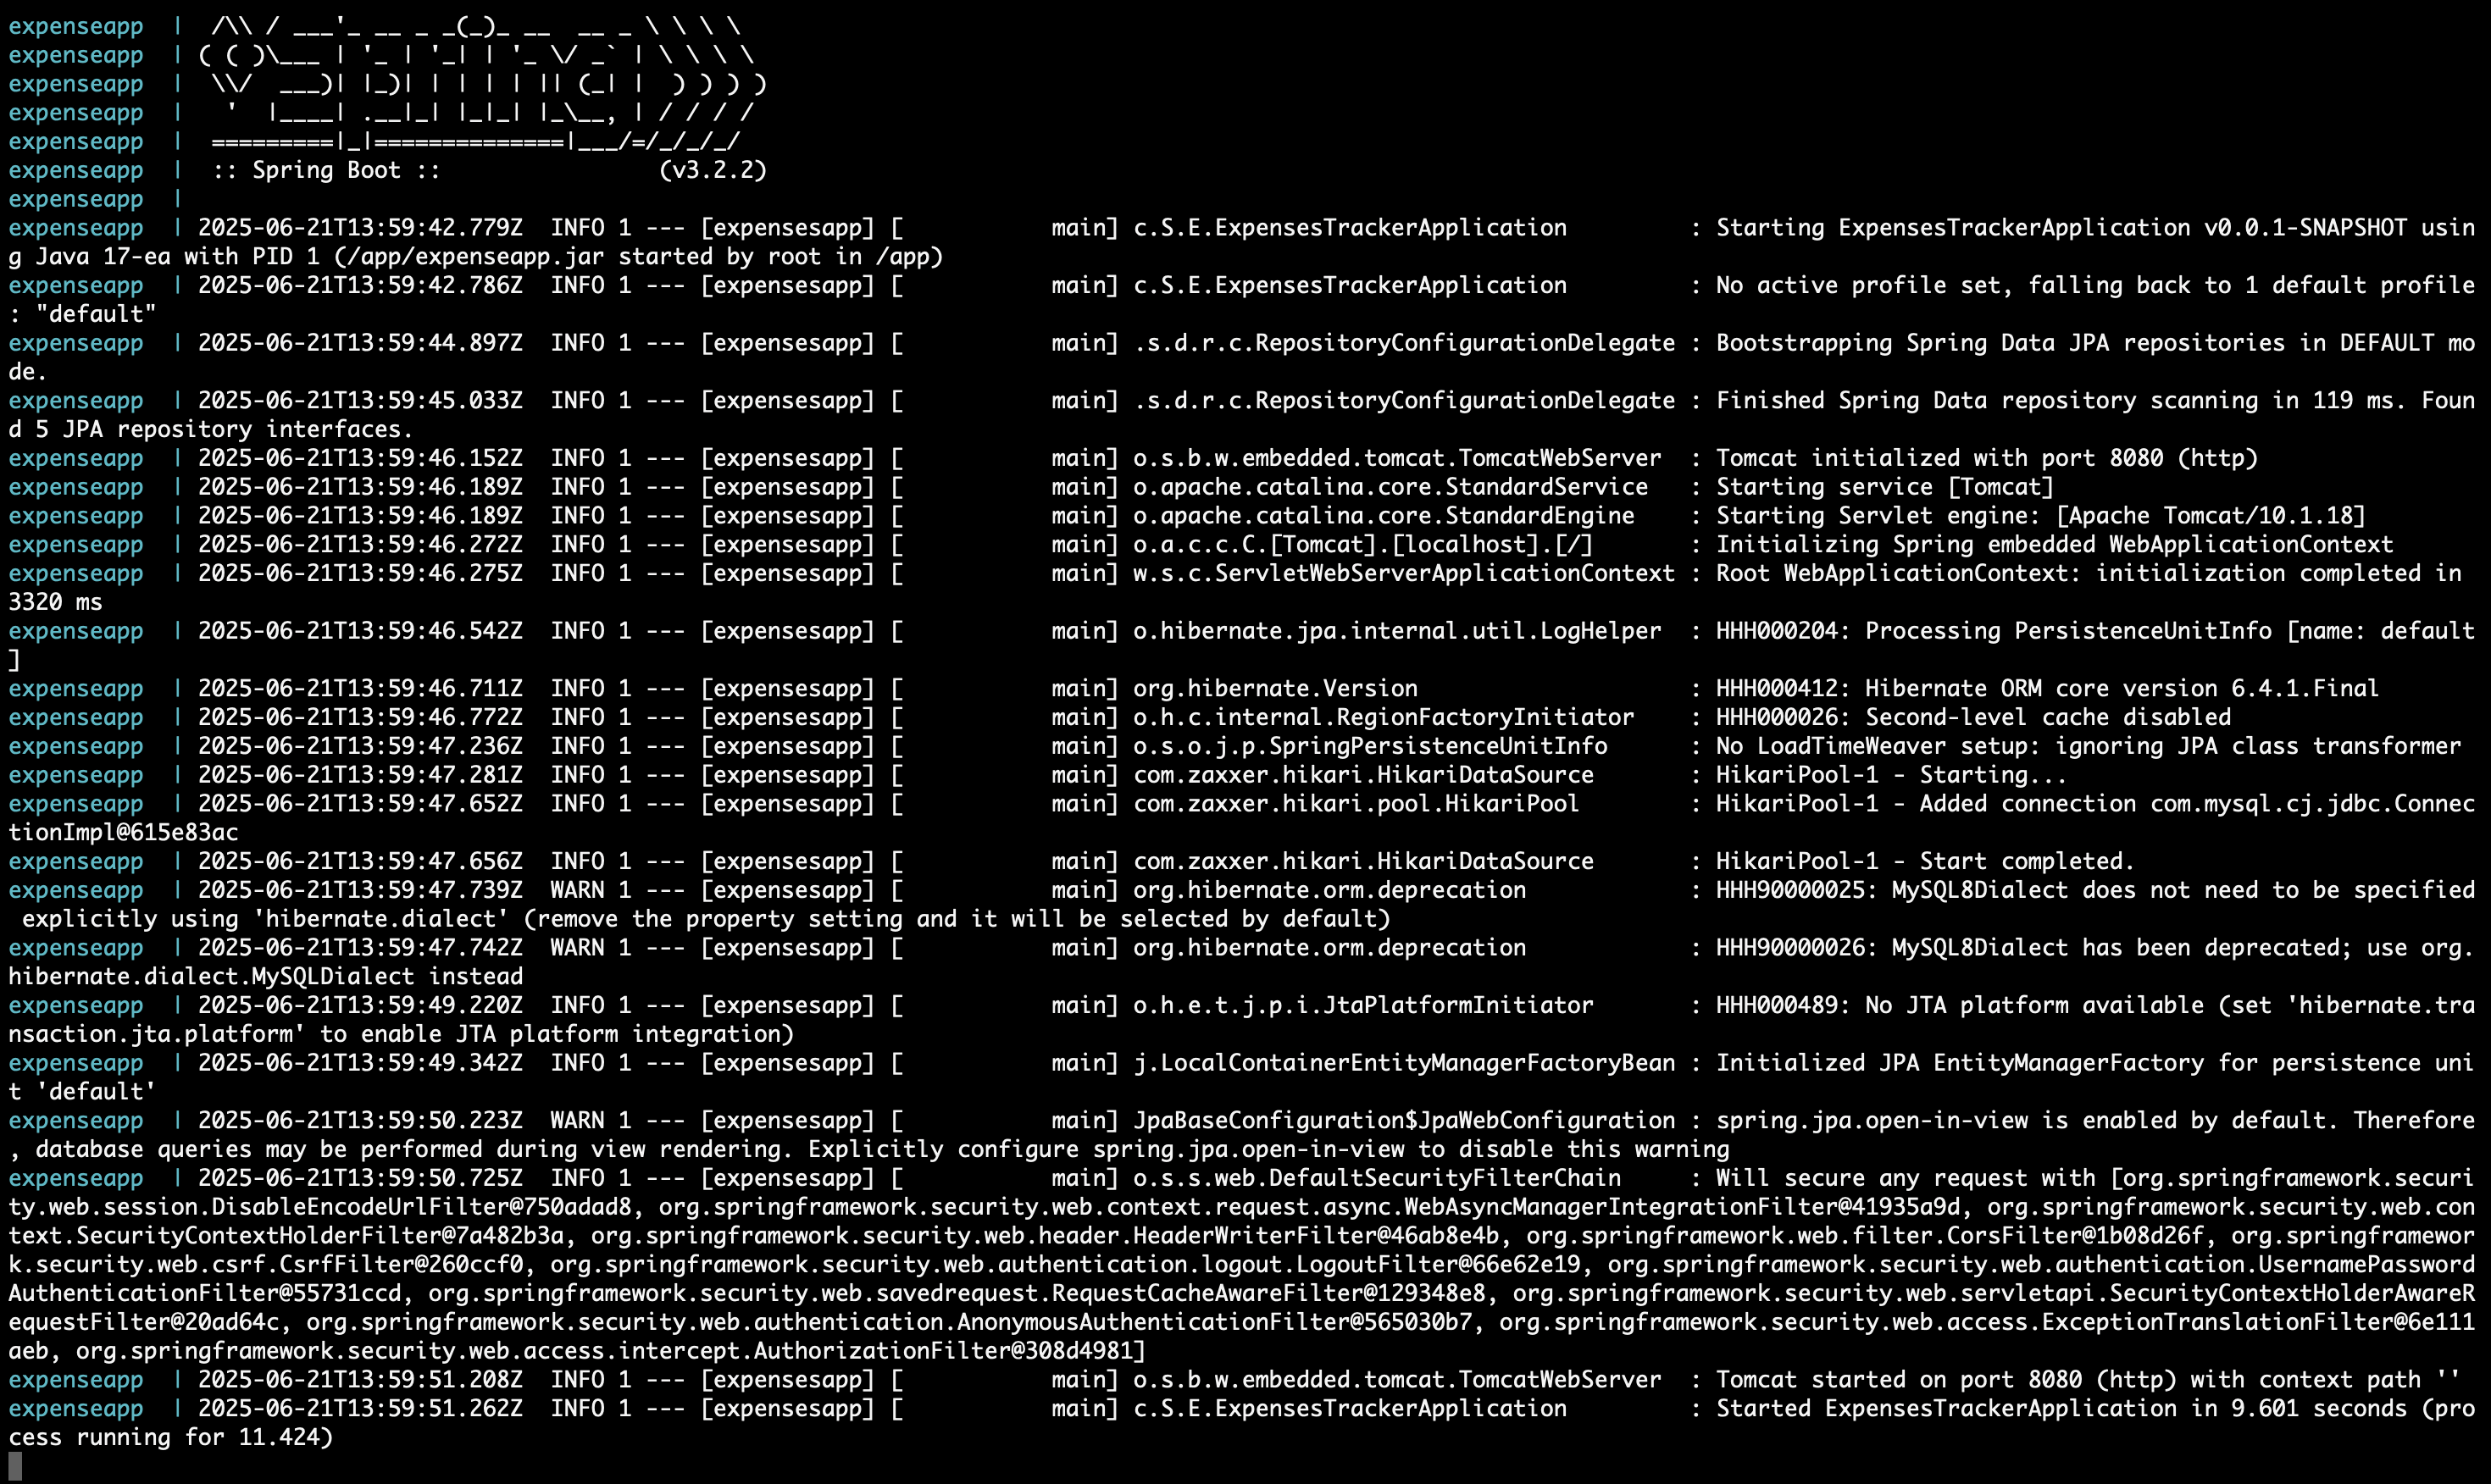 expenseapp  |  /\\ / ___'_ __ _ _(_)_ __  __ _ \ \ \ \
expenseapp  | ( ( )\___ | '_ | '_| | '_ \/ _` | \ \ \ \
expenseapp  |  \\/  ___)| |_)| | | | | || (_| |  ) ) ) )
expenseapp  |   '  |____| .__|_| |_|_| |_\__, | / / / /
expenseapp  |  =========|_|==============|___/=/_/_/_/
expenseapp  |  :: Spring Boot ::                (v3.2.2)
expenseapp  |
expenseapp  | 2025-06-21T13:59:42.779Z  INFO 1 --- [expensesapp] [           main] c.S.E.ExpensesTrackerApplication         : Starting ExpensesTrackerApplication v0.0.1-SNAPSHOT usin
g Java 17-ea with PID 1 (/app/expenseapp.jar started by root in /app)
expenseapp  | 2025-06-21T13:59:42.786Z  INFO 1 --- [expensesapp] [           main] c.S.E.ExpensesTrackerApplication         : No active profile set, falling back to 1 default profile
: "default"
expenseapp  | 2025-06-21T13:59:44.897Z  INFO 1 --- [expensesapp] [           main] .s.d.r.c.RepositoryConfigurationDelegate : Bootstrapping Spring Data JPA repositories in DEFAULT mo
de.
expenseapp  | 2025-06-21T13:59:45.033Z  INFO 1 --- [expensesapp] [           main] .s.d.r.c.RepositoryConfigurationDelegate : Finished Spring Data repository scanning in 119 ms. Foun
d 5 JPA repository interfaces.
expenseapp  | 2025-06-21T13:59:46.152Z  INFO 1 --- [expensesapp] [           main] o.s.b.w.embedded.tomcat.TomcatWebServer  : Tomcat initialized with port 8080 (http)
expenseapp  | 2025-06-21T13:59:46.189Z  INFO 1 --- [expensesapp] [           main] o.apache.catalina.core.StandardService   : Starting service [Tomcat]
expenseapp  | 2025-06-21T13:59:46.189Z  INFO 1 --- [expensesapp] [           main] o.apache.catalina.core.StandardEngine    : Starting Servlet engine: [Apache Tomcat/10.1.18]
expenseapp  | 2025-06-21T13:59:46.272Z  INFO 1 --- [expensesapp] [           main] o.a.c.c.C.[Tomcat].[localhost].[/]       : Initializing Spring embedded WebApplicationContext
expenseapp  | 2025-06-21T13:59:46.275Z  INFO 1 --- [expensesapp] [           main] w.s.c.ServletWebServerApplicationContext : Root WebApplicationContext: initialization completed in
3320 ms
expenseapp  | 2025-06-21T13:59:46.542Z  INFO 1 --- [expensesapp] [           main] o.hibernate.jpa.internal.util.LogHelper  : HHH000204: Processing PersistenceUnitInfo [name: default
]
expenseapp  | 2025-06-21T13:59:46.711Z  INFO 1 --- [expensesapp] [           main] org.hibernate.Version                    : HHH000412: Hibernate ORM core version 6.4.1.Final
expenseapp  | 2025-06-21T13:59:46.772Z  INFO 1 --- [expensesapp] [           main] o.h.c.internal.RegionFactoryInitiator    : HHH000026: Second-level cache disabled
expenseapp  | 2025-06-21T13:59:47.236Z  INFO 1 --- [expensesapp] [           main] o.s.o.j.p.SpringPersistenceUnitInfo      : No LoadTimeWeaver setup: ignoring JPA class transformer
expenseapp  | 2025-06-21T13:59:47.281Z  INFO 1 --- [expensesapp] [           main] com.zaxxer.hikari.HikariDataSource       : HikariPool-1 - Starting...
expenseapp  | 2025-06-21T13:59:47.652Z  INFO 1 --- [expensesapp] [           main] com.zaxxer.hikari.pool.HikariPool        : HikariPool-1 - Added connection com.mysql.cj.jdbc.Connec
tionImpl@615e83ac
expenseapp  | 2025-06-21T13:59:47.656Z  INFO 1 --- [expensesapp] [           main] com.zaxxer.hikari.HikariDataSource       : HikariPool-1 - Start completed.
expenseapp  | 2025-06-21T13:59:47.739Z  WARN 1 --- [expensesapp] [           main] org.hibernate.orm.deprecation            : HHH90000025: MySQL8Dialect does not need to be specified
 explicitly using 'hibernate.dialect' (remove the property setting and it will be selected by default)
expenseapp  | 2025-06-21T13:59:47.742Z  WARN 1 --- [expensesapp] [           main] org.hibernate.orm.deprecation            : HHH90000026: MySQL8Dialect has been deprecated; use org.
hibernate.dialect.MySQLDialect instead
expenseapp  | 2025-06-21T13:59:49.220Z  INFO 1 --- [expensesapp] [           main] o.h.e.t.j.p.i.JtaPlatformInitiator       : HHH000489: No JTA platform available (set 'hibernate.tra
nsaction.jta.platform' to enable JTA platform integration)
expenseapp  | 2025-06-21T13:59:49.342Z  INFO 1 --- [expensesapp] [           main] j.LocalContainerEntityManagerFactoryBean : Initialized JPA EntityManagerFactory for persistence uni
t 'default'
expenseapp  | 2025-06-21T13:59:50.223Z  WARN 1 --- [expensesapp] [           main] JpaBaseConfiguration$JpaWebConfiguration : spring.jpa.open-in-view is enabled by default. Therefore
, database queries may be performed during view rendering. Explicitly configure spring.jpa.open-in-view to disable this warning
expenseapp  | 2025-06-21T13:59:50.725Z  INFO 1 --- [expensesapp] [           main] o.s.s.web.DefaultSecurityFilterChain     : Will secure any request with [org.springframework.securi
ty.web.session.DisableEncodeUrlFilter@750adad8, org.springframework.security.web.context.request.async.WebAsyncManagerIntegrationFilter@41935a9d, org.springframework.security.web.con
text.SecurityContextHolderFilter@7a482b3a, org.springframework.security.web.header.HeaderWriterFilter@46ab8e4b, org.springframework.web.filter.CorsFilter@1b08d26f, org.springframewor
k.security.web.csrf.CsrfFilter@260ccf0, org.springframework.security.web.authentication.logout.LogoutFilter@66e62e19, org.springframework.security.web.authentication.UsernamePassword
AuthenticationFilter@55731ccd, org.springframework.security.web.savedrequest.RequestCacheAwareFilter@129348e8, org.springframework.security.web.servletapi.SecurityContextHolderAwareR
equestFilter@20ad64c, org.springframework.security.web.authentication.AnonymousAuthenticationFilter@565030b7, org.springframework.security.web.access.ExceptionTranslationFilter@6e111
aeb, org.springframework.security.web.access.intercept.AuthorizationFilter@308d4981]
expenseapp  | 2025-06-21T13:59:51.208Z  INFO 1 --- [expensesapp] [           main] o.s.b.w.embedded.tomcat.TomcatWebServer  : Tomcat started on port 8080 (http) with context path ''
expenseapp  | 2025-06-21T13:59:51.262Z  INFO 1 --- [expensesapp] [           main] c.S.E.ExpensesTrackerApplication         : Started ExpensesTrackerApplication in 9.601 seconds (pro
cess running for 11.424)